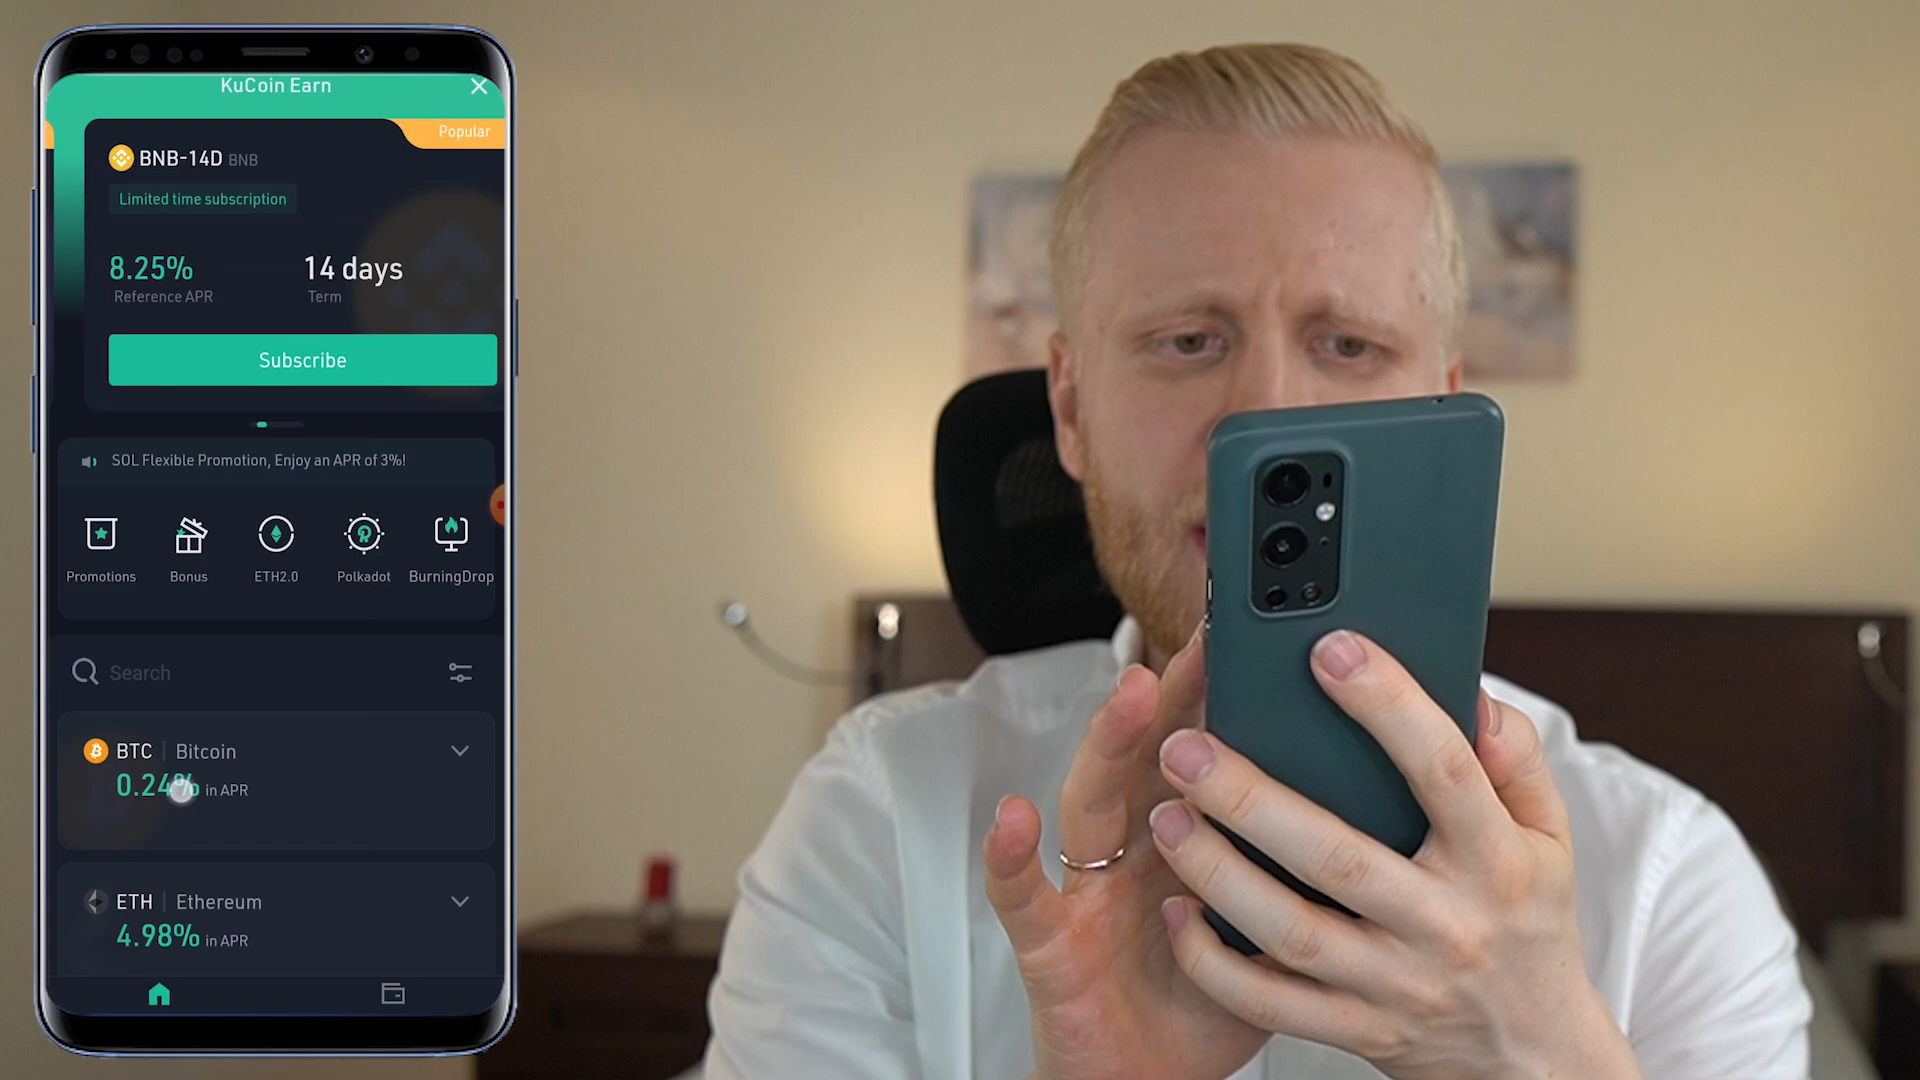 KuCoin Earn
Popular
BNB-14D BNB
Limited time subscription
8.25% 14 days
Reference APR Term
Subscribe
SOL Flexible Promotion, Enjoy an APR of 3%!
Promotions Bonus ETH2.0 Polkadot BurningDrop
Search
BTC | Bitcoin
0.24% in APR
ETH | Ethereum
4.98% in APR